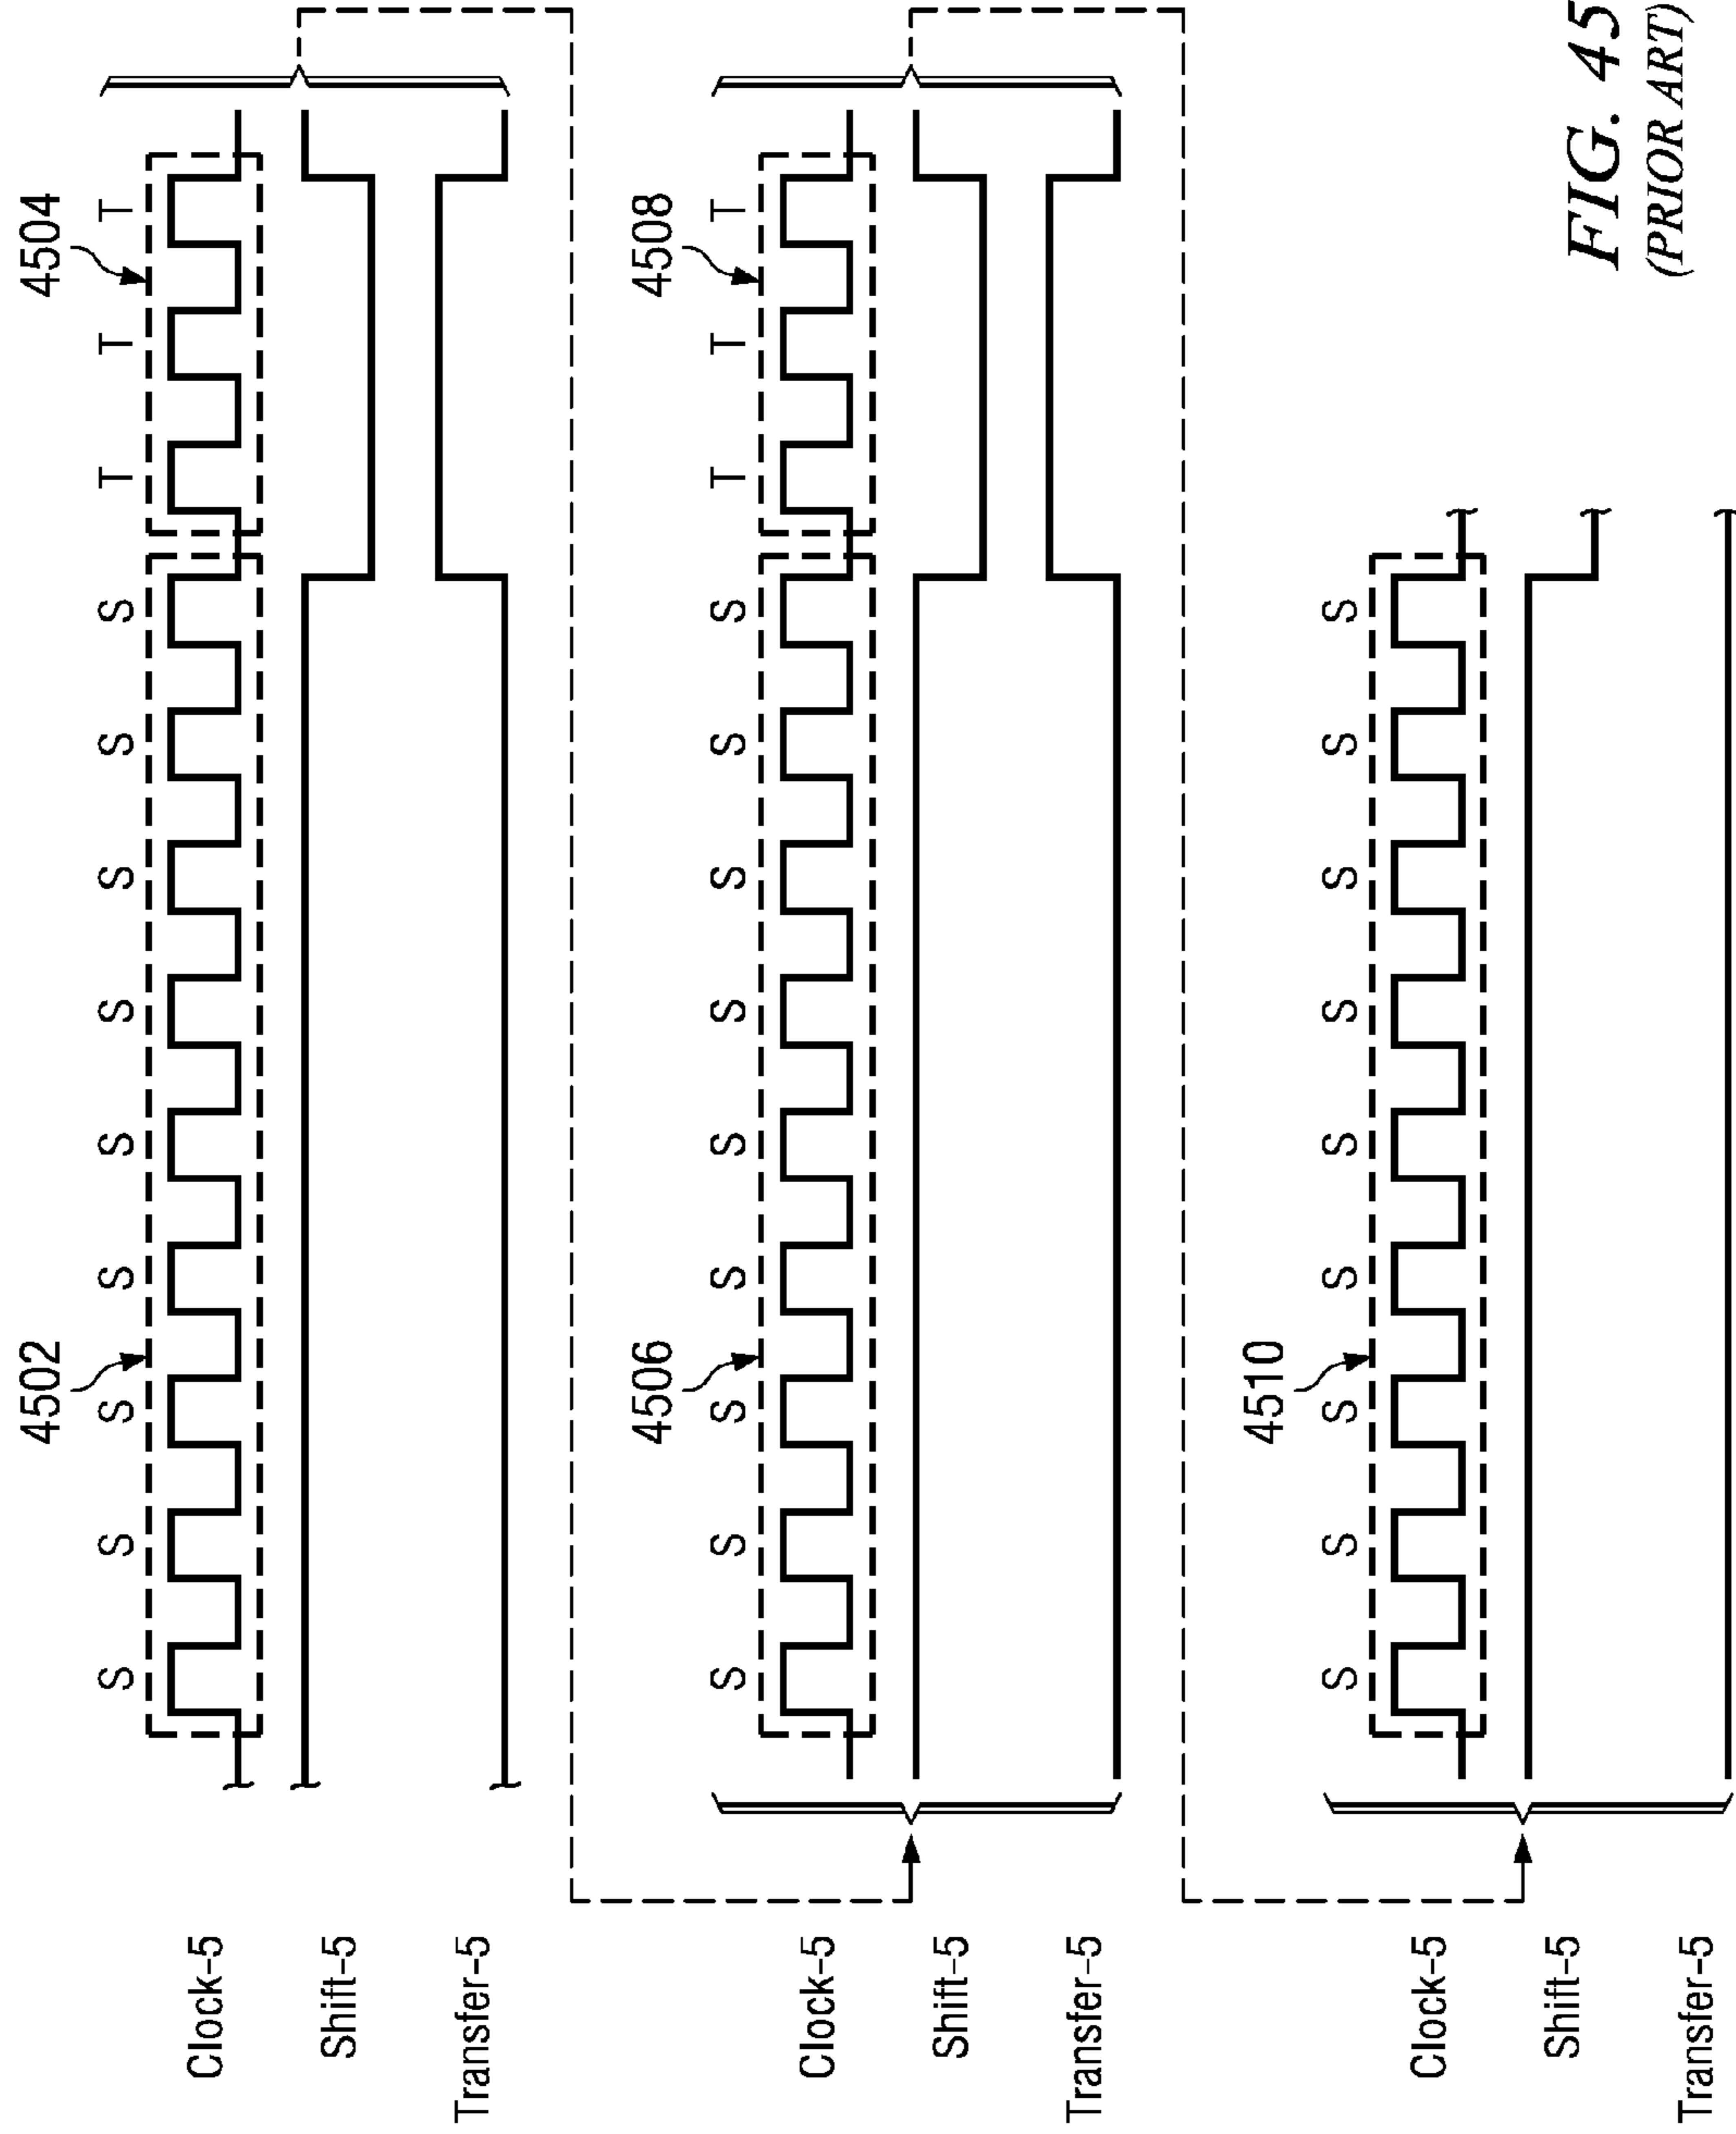 4502 4504
S S S S S S S S S T T T
Clock-5
Shift-5
Transfer-5
4506 4508
S S S S S S S S S T T T
Clock-5
Shift-5
Transfer-5
4510
S S S S S S S S S
Clock-5
Shift-5
Transfer-5
FIG. 45
(PRIOR ART)